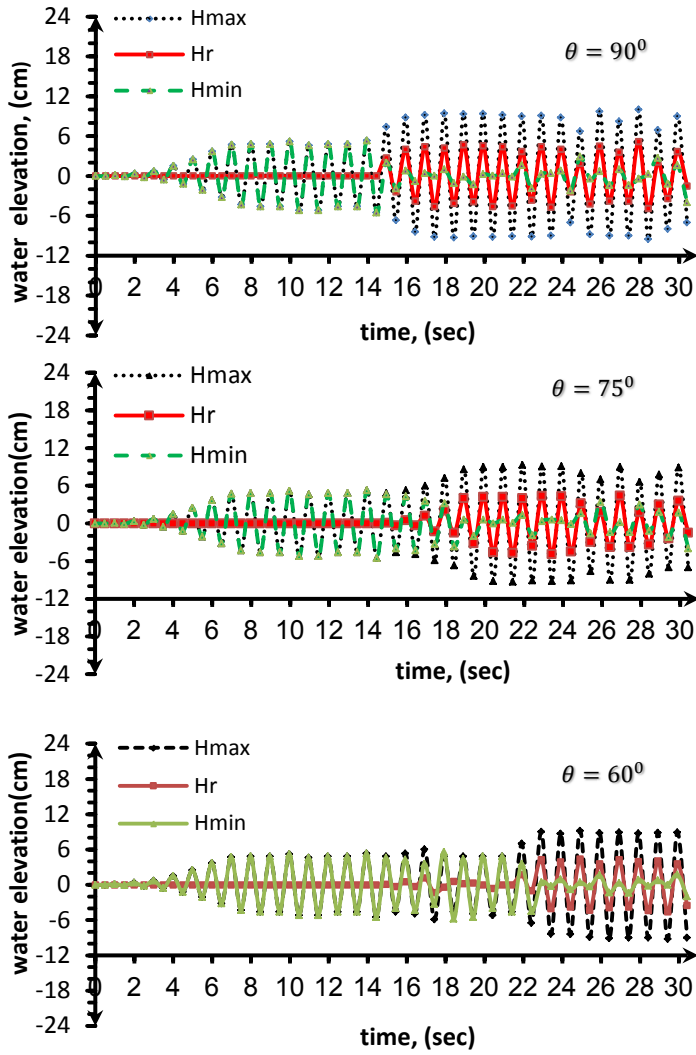 24
18
12
6
0
-6
-12
-18
-24
water elevation, (cm)
Hmax
Hr
Hmin
θ = 90⁰
0 2 4 6 8 10 12 14 16 18 20 22 24 26 28 30
time, (sec)
24
18
12
6
0
-6
-12
-18
-24
water elevation(cm)
Hmax
Hr
Hmin
θ = 75⁰
0 2 4 6 8 10 12 14 16 18 20 22 24 26 28 30
time, (sec)
24
18
12
6
0
-6
-12
-18
-24
water elevation(cm)
Hmax
Hr
Hmin
θ = 60⁰
0 2 4 6 8 10 12 14 16 18 20 22 24 26 28 30
time, (sec)